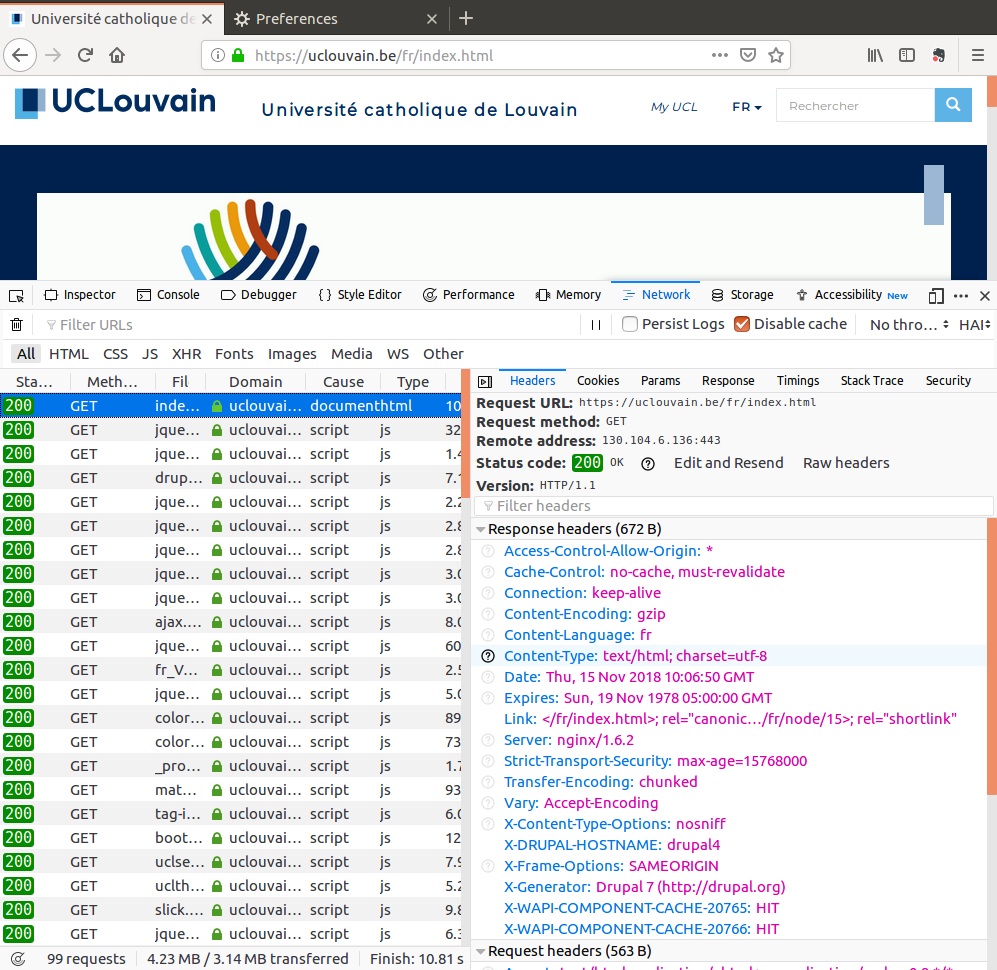 Université catholique de
Preferences
https://uclouvain.be/fr/index.html
UCLouvain
Université catholique de Louvain
My UCL
FR
Rechercher
Inspector Console Debugger { } Style Editor Performance Memory Network Storage Accessibility New
Filter URLs
Persist Logs Disable cache No thro... HAI
All HTML CSS JS XHR Fonts Images Media WS Other
Sta... Meth... Fil Domain Cause Type
200 GET inde... uclouvai... documenthtml 10
200 GET jque... uclouvai... script js 32
200 GET jque... uclouvai... script js 1.4
200 GET drup... uclouvai... script js 7.1
200 GET jque... uclouvai... script js 2.2
200 GET jque... uclouvai... script js 2.8
200 GET jque... uclouvai... script js 2.8
200 GET jque... uclouvai... script js 3.0
200 GET jque... uclouvai... script js 3.0
200 GET ajax.... uclouvai... script js 8.0
200 GET jque... uclouvai... script js 60
200 GET fr_V... uclouvai... script js 2.5
200 GET jque... uclouvai... script js 5.0
200 GET color... uclouvai... script js 89
200 GET color... uclouvai... script js 73
200 GET _pro... uclouvai... script js 1.7
200 GET mat... uclouvai... script js 93
200 GET tag-i... uclouvai... script js 6.0
200 GET boot... uclouvai... script js 12
200 GET uclse... uclouvai... script js 7.9
200 GET uclth... uclouvai... script js 5.2
200 GET slick.... uclouvai... script js 9.8
200 GET jque... uclouvai... script js 6.3
99 requests 4.23 MB / 3.14 MB transferred Finish: 10.81 s
Headers Cookies Params Response Timings Stack Trace Security
Request URL: https://uclouvain.be/fr/index.html
Request method: GET
Remote address: 130.104.6.136:443
Status code: 200 OK Edit and Resend Raw headers
Version: HTTP/1.1
Filter headers
Response headers (672 B)
Access-Control-Allow-Origin: *
Cache-Control: no-cache, must-revalidate
Connection: keep-alive
Content-Encoding: gzip
Content-Language: fr
Content-Type: text/html; charset=utf-8
Date: Thu, 15 Nov 2018 10:06:50 GMT
Expires: Sun, 19 Nov 1978 05:00:00 GMT
Link: </fr/index.html>; rel="canonic…/fr/node/15>; rel="shortlink"
Server: nginx/1.6.2
Strict-Transport-Security: max-age=15768000
Transfer-Encoding: chunked
Vary: Accept-Encoding
X-Content-Type-Options: nosniff
X-DRUPAL-HOSTNAME: drupal4
X-Frame-Options: SAMEORIGIN
X-Generator: Drupal 7 (http://drupal.org)
X-WAPI-COMPONENT-CACHE-20765: HIT
X-WAPI-COMPONENT-CACHE-20766: HIT
Request headers (563 B)